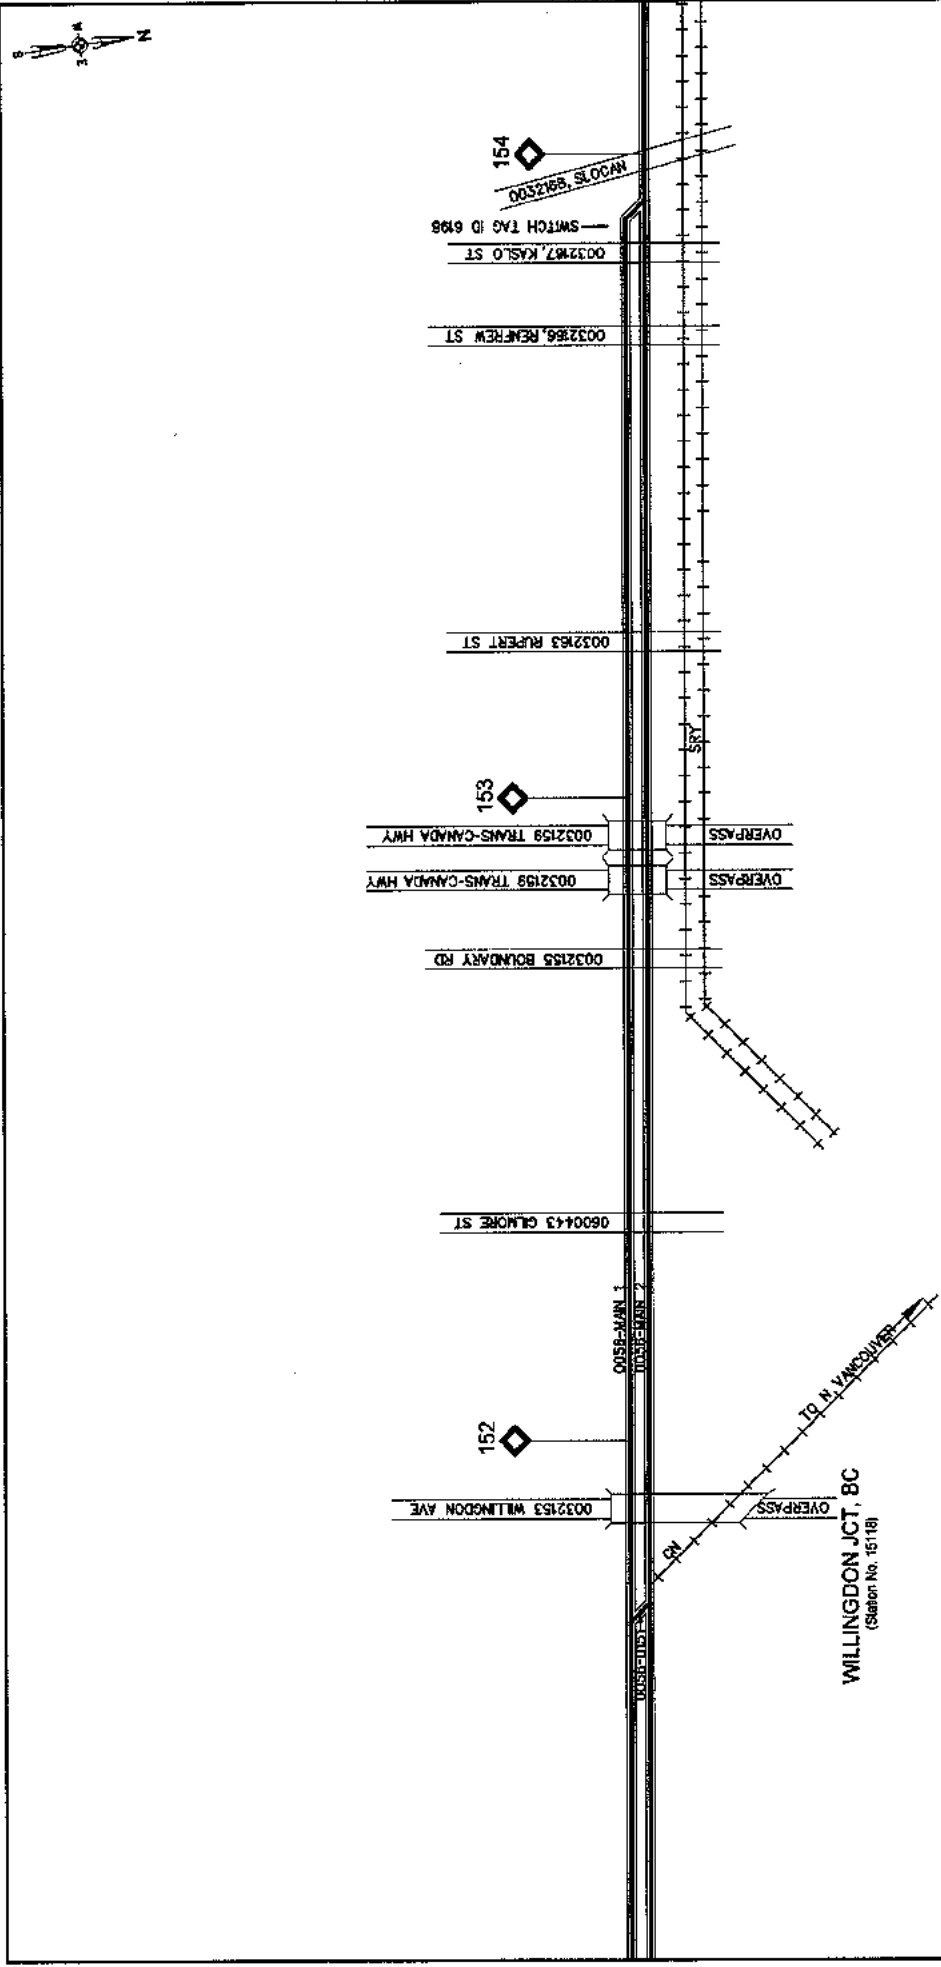 N
S
154
0032168, SLOCAN
SWITCH TAG ID 6198
0032167, KASLO ST
0032166, RENFREW ST
0032163 RUPERT ST
SRY
153
0032159 TRANS-CANADA HWY
OVERPASS
0032159 TRANS-CANADA HWY
OVERPASS
0032155 BOUNDARY RD
0600443 GILMORE ST
0056-MAIN 1
0056-MAIN 2
152
TO N. VANCOUVER
0032153 WILLINGDON AVE
OVERPASS
CN
WILLINGDON JCT, BC
(Station No. 15118)